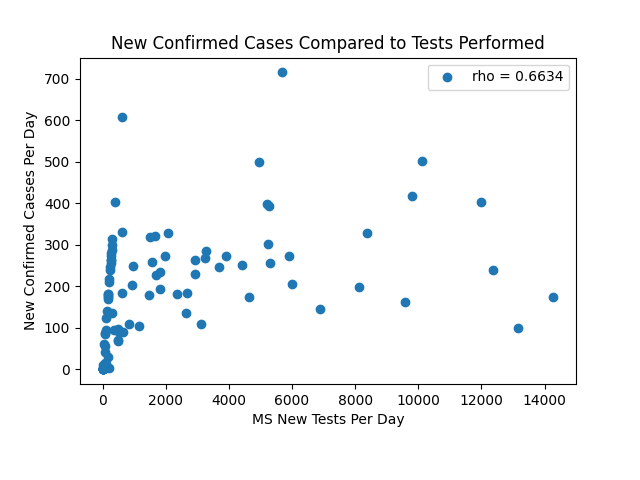 New Confirmed Cases Compared to Tests Performed
rho = 0.6634
New Confirmed Caeses Per Day
700
600
500
400
300
200
100
0
0 2000 4000 6000 8000 10000 12000 14000
MS New Tests Per Day